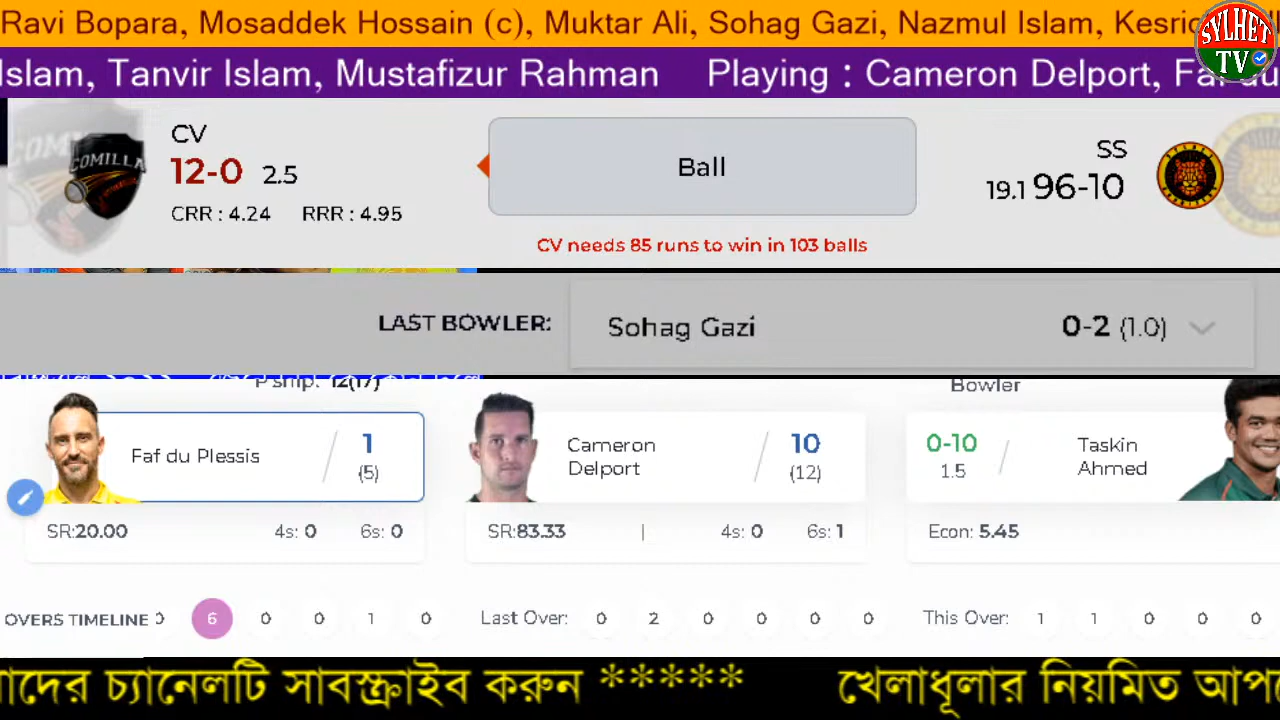 Ravi Bopara, Mosaddek Hossain (c), Muktar Ali, Sohag Gazi, Nazmul Islam, Kesric
SYLHET TV
Islam, Tanvir Islam, Mustafizur Rahman Playing : Cameron Delport, Faf du
COMILLA
CV
12-0 2.5
CRR : 4.24 RRR : 4.95
Ball
CV needs 85 runs to win in 103 balls
SS
19.1 96-10
LAST BOWLER: Sohag Gazi 0-2 (1.0)
P'ship: 12(17) Bowler
Faf du Plessis 1 (5)
SR:20.00 4s: 0 6s: 0
Cameron Delport 10 (12)
SR:83.33 | 4s: 0 6s: 1
0-10 1.5 Taskin Ahmed
Econ: 5.45
OVERS TIMELINE 0 6 0 0 1 0 Last Over: 0 2 0 0 0 0 This Over: 1 1 0 0 0
চ্যানেলটি সাবস্ক্রাইব করুন ***** খেলাধূলার নিয়মিত